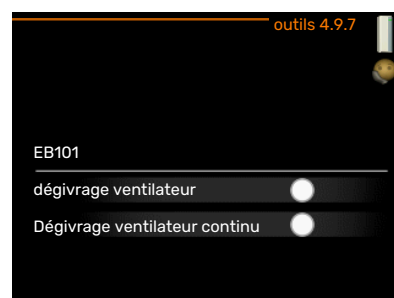 outils 4.9.7
EB101
dégivrage ventilateur
Dégivrage ventilateur continu